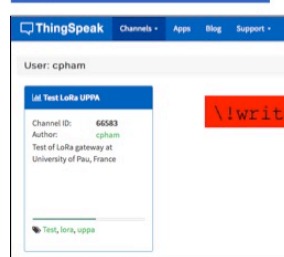 ThingSpeak Channels Apps Blog Support
User: cpham
Test LoRa UPPA
\!writ
Channel ID: 66583
Author: cpham
Test of LoRa gateway at
University of Pau, France
Test, lora, uppa